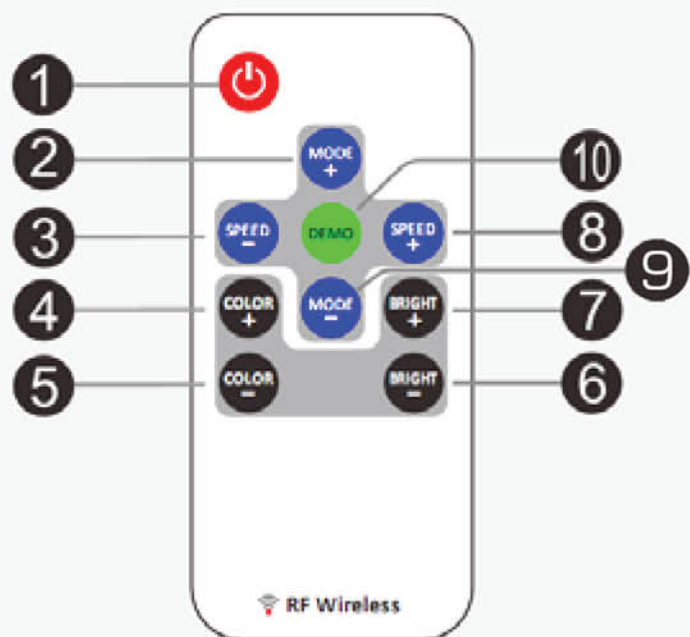 1
2
MODE
+
10
3
SPEED
−
DEMO
SPEED
+
8
9
4
COLOR
+
MODE
−
BRIGHT
+
7
5
COLOR
−
BRIGHT
−
6
RF Wireless